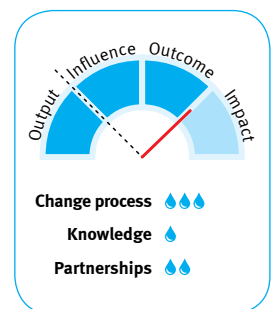 Output
Influence
Outcome
Impact
Change process
Knowledge
Partnerships